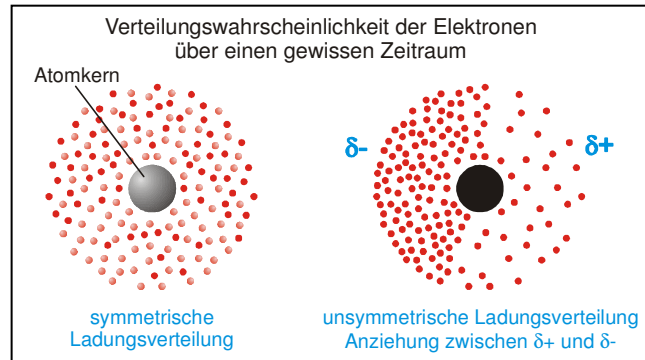 Verteilungswahrscheinlichkeit der Elektronen
über einen gewissen Zeitraum
Atomkern
δ-
δ+
symmetrische
Ladungsverteilung
unsymmetrische Ladungsverteilung
Anziehung zwischen δ+ und δ-